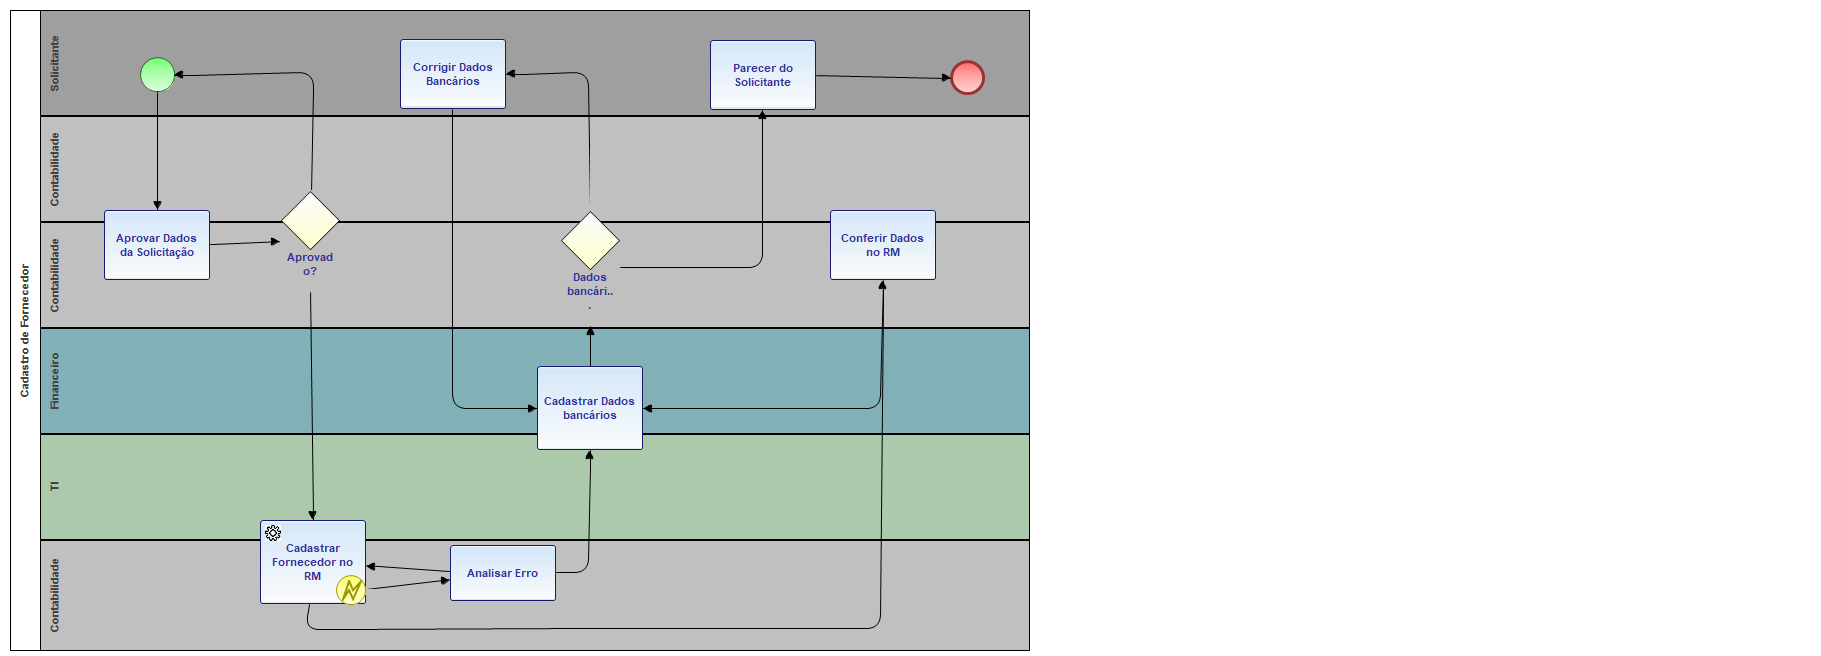 Cadastro de Fornecedor
Solicitante
Corrigir Dados
Bancários
Parecer do
Solicitante
Contabilidade
Contabilidade
Aprovar Dados
da Solicitação
Aprovad
o?
Dados
bancári..
.
Conferir Dados
no RM
Financeiro
Cadastrar Dados
bancários
TI
Contabilidade
Cadastrar
Fornecedor no
RM
Analisar Erro